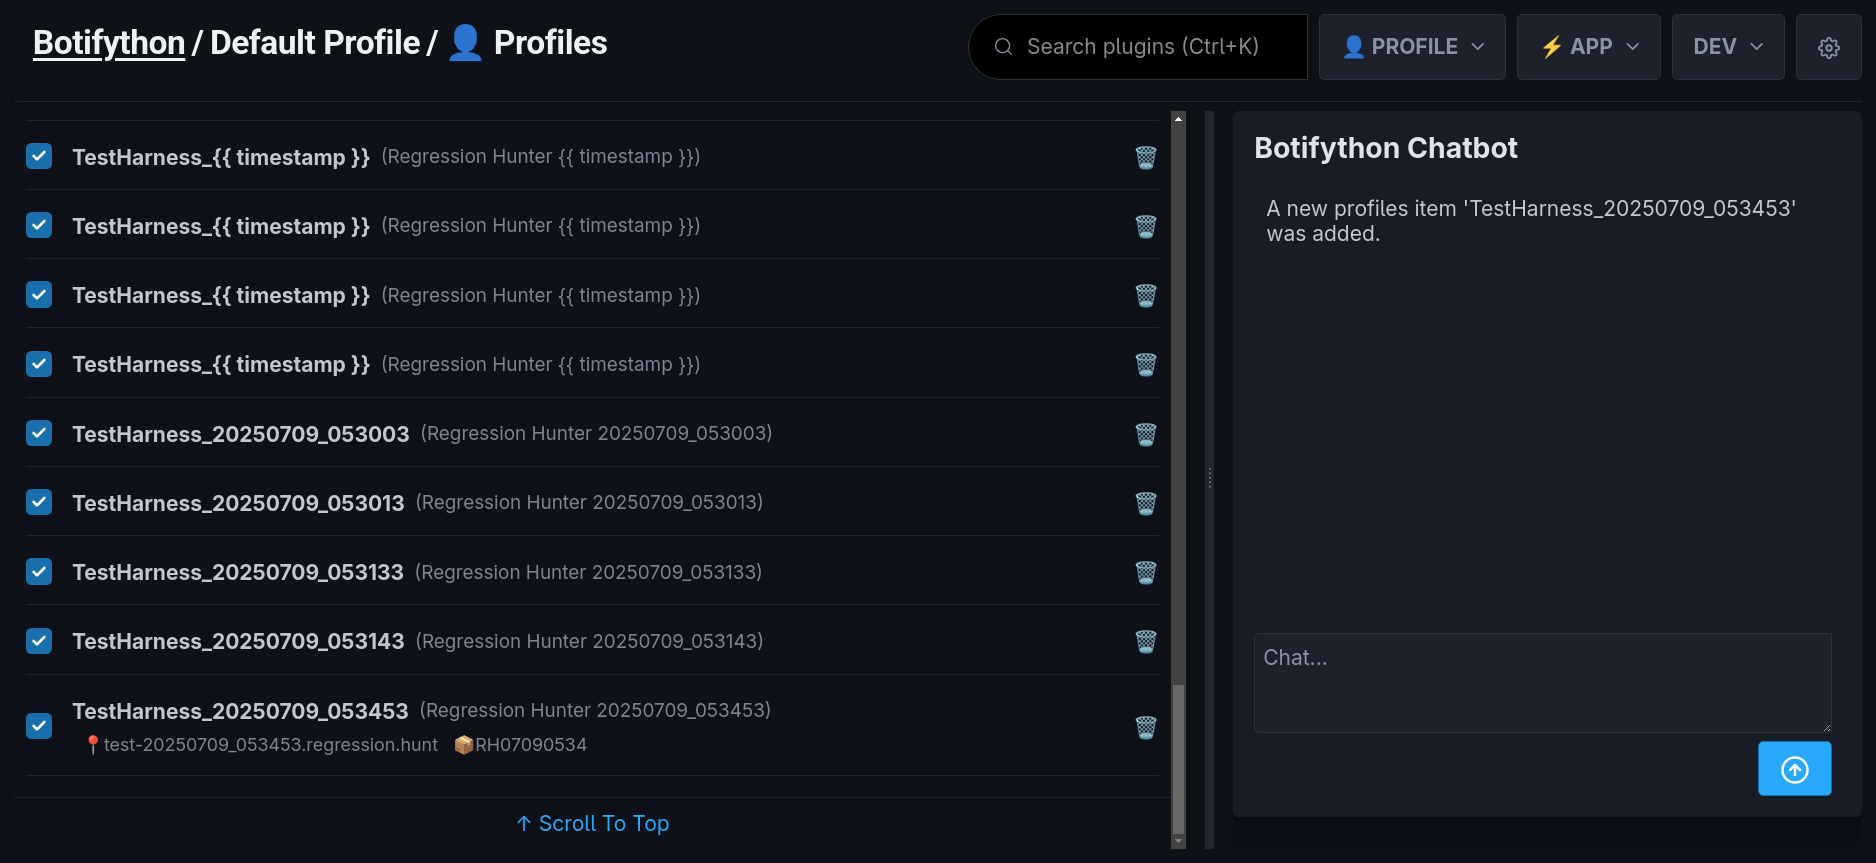 Botifython / Default Profile / 👤 Profiles
Search plugins (Ctrl+K)
👤 PROFILE
⚡ APP
DEV
TestHarness_{{ timestamp }} (Regression Hunter {{ timestamp }})
TestHarness_{{ timestamp }} (Regression Hunter {{ timestamp }})
TestHarness_{{ timestamp }} (Regression Hunter {{ timestamp }})
TestHarness_{{ timestamp }} (Regression Hunter {{ timestamp }})
TestHarness_20250709_053003 (Regression Hunter 20250709_053003)
TestHarness_20250709_053013 (Regression Hunter 20250709_053013)
TestHarness_20250709_053133 (Regression Hunter 20250709_053133)
TestHarness_20250709_053143 (Regression Hunter 20250709_053143)
TestHarness_20250709_053453 (Regression Hunter 20250709_053453)
📍test-20250709_053453.regression.hunt 📦RH07090534
↑ Scroll To Top
Botifython Chatbot
A new profiles item 'TestHarness_20250709_053453'
was added.
Chat...